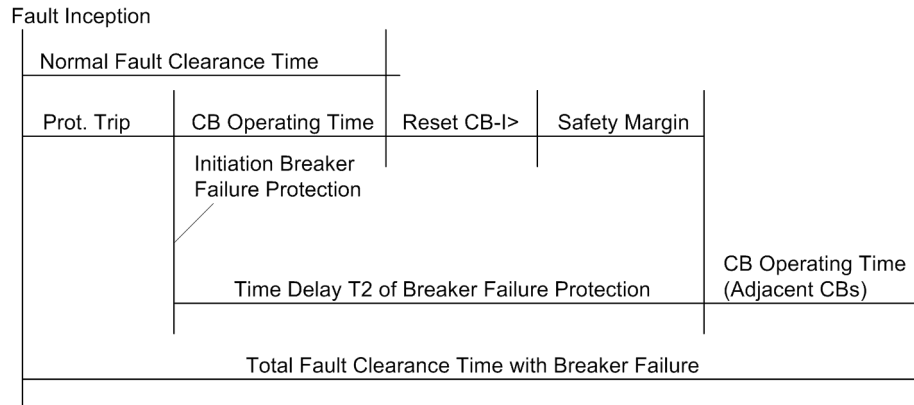 Fault Inception
Normal Fault Clearance Time
Prot. Trip
CB Operating Time
Reset CB-I>
Safety Margin
Initiation Breaker
Failure Protection
CB Operating Time
(Adjacent CBs)
Time Delay T2 of Breaker Failure Protection
Total Fault Clearance Time with Breaker Failure